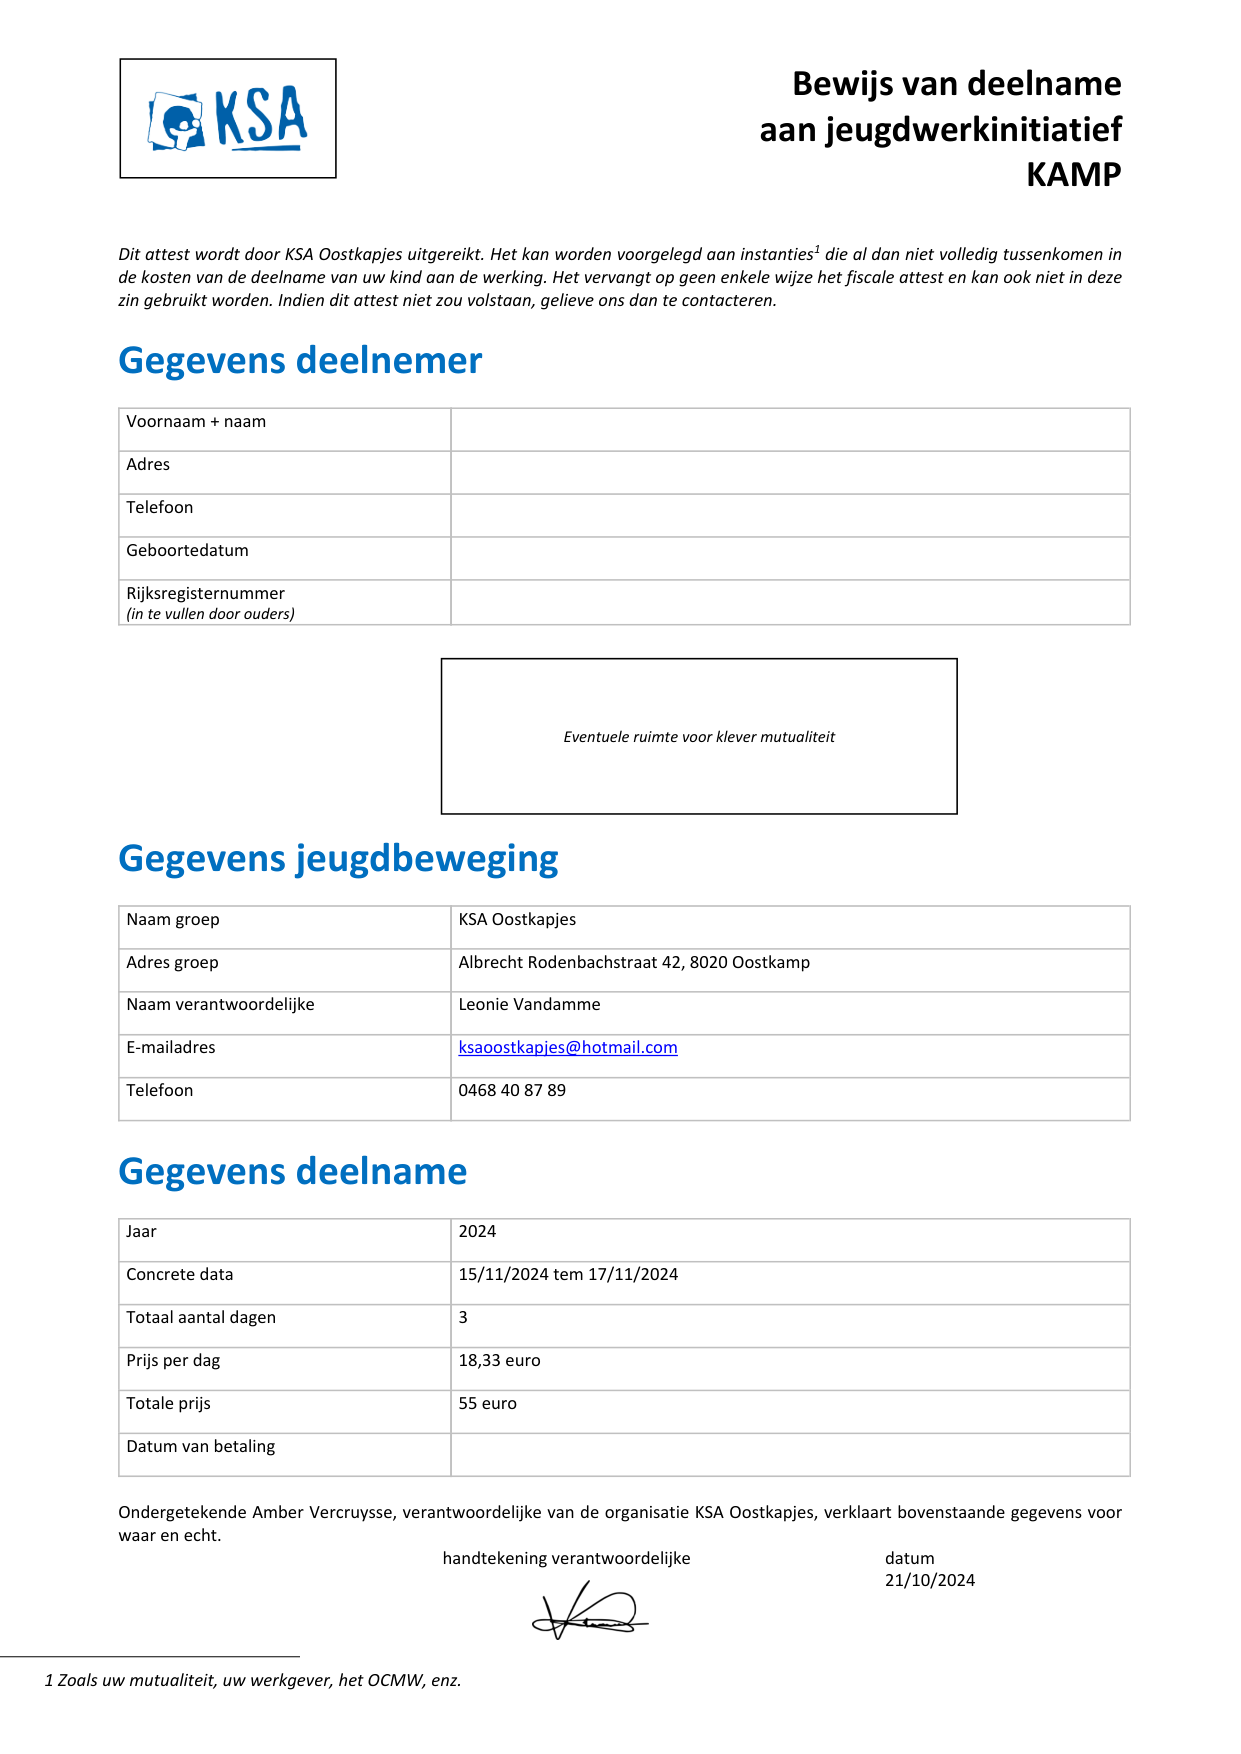 KSA
Bewijs van deelname
aan jeugdwerkinitiatief
KAMP
Dit attest wordt door KSA Oostkapjes uitgereikt. Het kan worden voorgelegd aan instanties1 die al dan niet volledig tussenkomen in
de kosten van de deelname van uw kind aan de werking. Het vervangt op geen enkele wijze het fiscale attest en kan ook niet in deze
zin gebruikt worden. Indien dit attest niet zou volstaan, gelieve ons dan te contacteren.
Gegevens deelnemer
Voornaam + naam
Adres
Telefoon
Geboortedatum
Rijksregisternummer
(in te vullen door ouders)
Eventuele ruimte voor klever mutualiteit
Gegevens jeugdbeweging
Naam groep KSA Oostkapjes
Adres groep Albrecht Rodenbachstraat 42, 8020 Oostkamp
Naam verantwoordelijke Leonie Vandamme
E-mailadres ksaoostkapjes@hotmail.com
Telefoon 0468 40 87 89
Gegevens deelname
Jaar 2024
Concrete data 15/11/2024 tem 17/11/2024
Totaal aantal dagen 3
Prijs per dag 18,33 euro
Totale prijs 55 euro
Datum van betaling
Ondergetekende Amber Vercruysse, verantwoordelijke van de organisatie KSA Oostkapjes, verklaart bovenstaande gegevens voor
waar en echt.
handtekening verantwoordelijke datum
21/10/2024
1 Zoals uw mutualiteit, uw werkgever, het OCMW, enz.